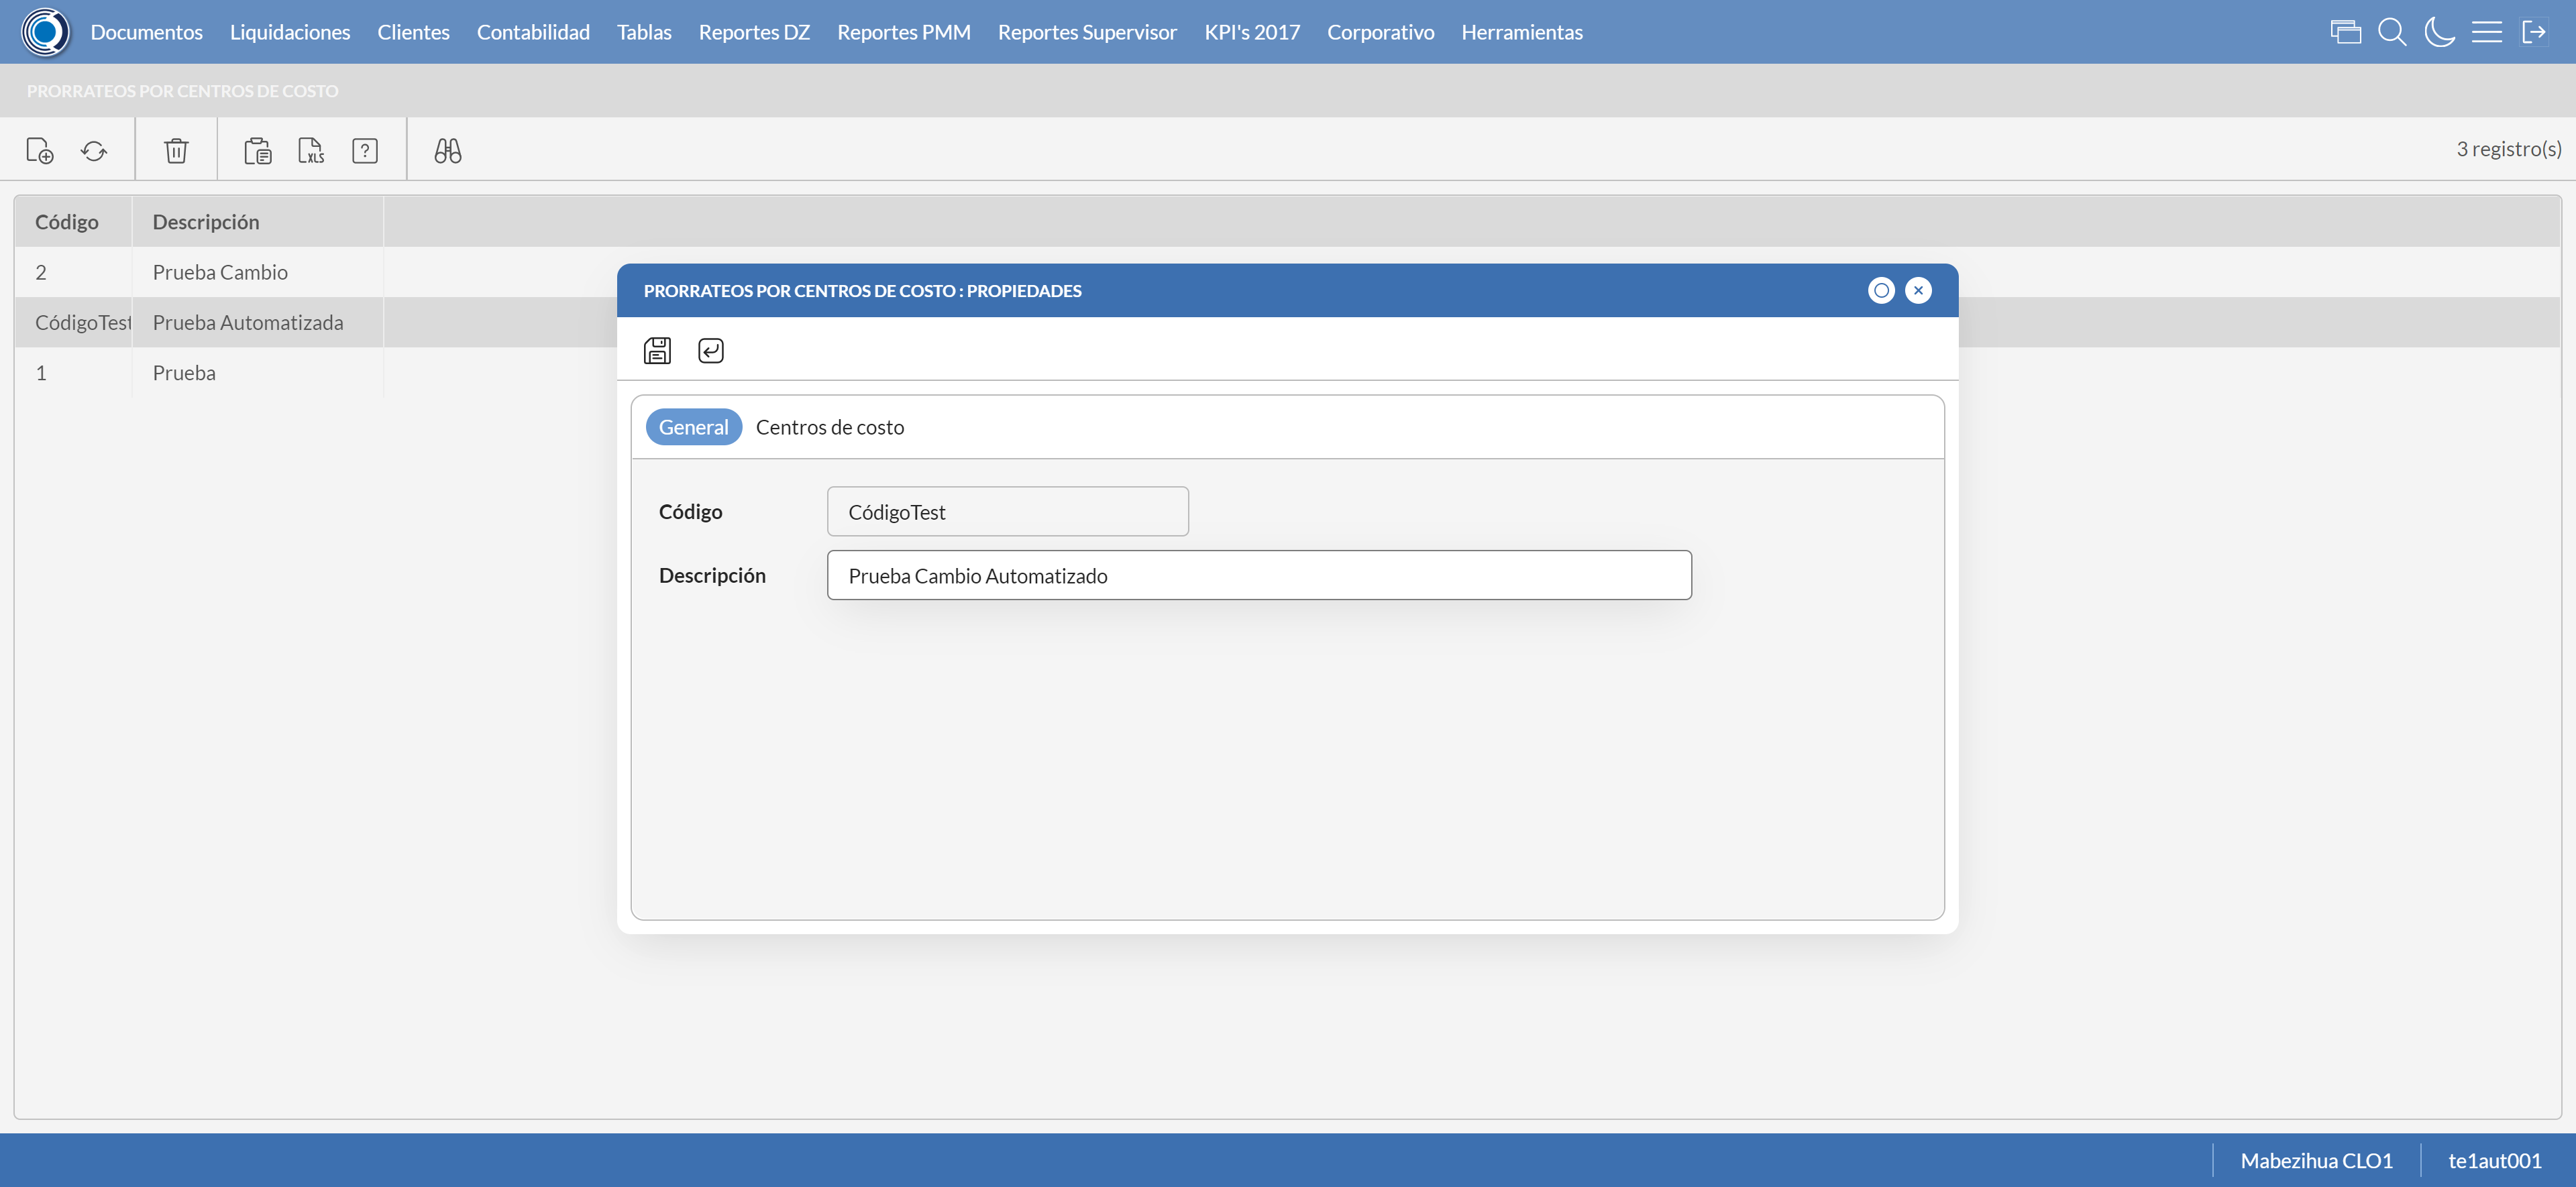 Documentos Liquidaciones Clientes Contabilidad Tablas Reportes DZ Reportes PMM Reportes Supervisor KPI's 2017 Corporativo Herramientas
PRORRATEOS POR CENTROS DE COSTO
XLS ? 3 registro(s)
Código Descripción
2 Prueba Cambio
CódigoTest Prueba Automatizada
1 Prueba
PRORRATEOS POR CENTROS DE COSTO : PROPIEDADES
General Centros de costo
Código CódigoTest
Descripción Prueba Cambio Automatizado
Mabezihua CLO1 te1aut001